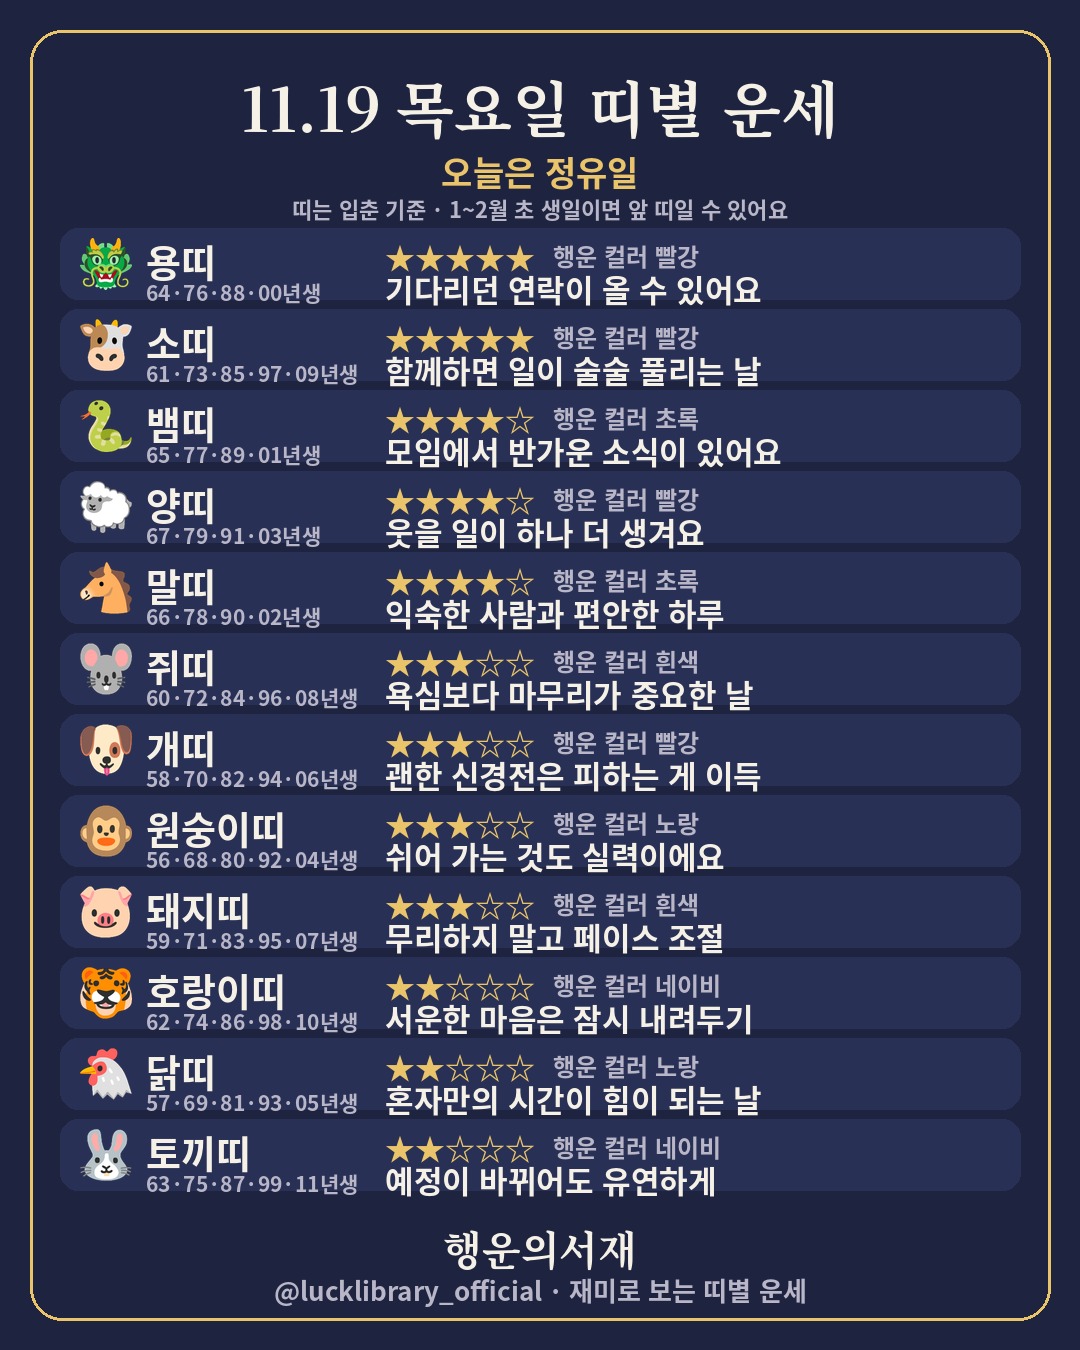 11.19 목요일 띠별 운세
오늘은 정유일
띠는 입춘 기준 · 1~2월 초 생일이면 앞 띠일 수 있어요
용띠
★★★★★ 행운 컬러 빨강
64·76·88·00년생
기다리던 연락이 올 수 있어요
소띠
★★★★★ 행운 컬러 빨강
61·73·85·97·09년생
함께하면 일이 술술 풀리는 날
뱀띠
★★★★☆ 행운 컬러 초록
65·77·89·01년생
모임에서 반가운 소식이 있어요
양띠
★★★★☆ 행운 컬러 빨강
67·79·91·03년생
웃을 일이 하나 더 생겨요
말띠
★★★★☆ 행운 컬러 초록
66·78·90·02년생
익숙한 사람과 편안한 하루
쥐띠
★★★☆☆ 행운 컬러 흰색
60·72·84·96·08년생
욕심보다 마무리가 중요한 날
개띠
★★★☆☆ 행운 컬러 빨강
58·70·82·94·06년생
괜한 신경전은 피하는 게 이득
원숭이띠
★★★☆☆ 행운 컬러 노랑
56·68·80·92·04년생
쉬어 가는 것도 실력이에요
돼지띠
★★★☆☆ 행운 컬러 흰색
59·71·83·95·07년생
무리하지 말고 페이스 조절
호랑이띠
★★☆☆☆ 행운 컬러 네이비
62·74·86·98·10년생
서운한 마음은 잠시 내려두기
닭띠
★★☆☆☆ 행운 컬러 노랑
57·69·81·93·05년생
혼자만의 시간이 힘이 되는 날
토끼띠
★★☆☆☆ 행운 컬러 네이비
63·75·87·99·11년생
예정이 바뀌어도 유연하게
행운의서재
@lucklibrary_official · 재미로 보는 띠별 운세